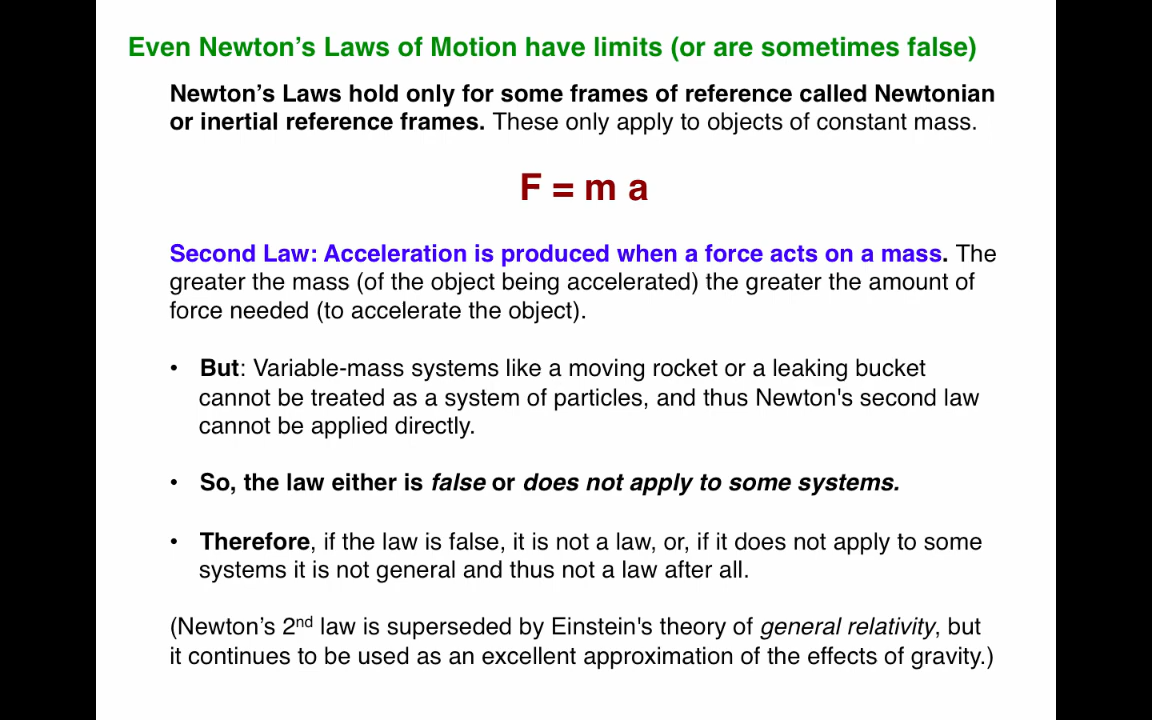 Even Newton’s Laws of Motion have limits (or are sometimes false)
Newton’s Laws hold only for some frames of reference called Newtonian
or inertial reference frames. These only apply to objects of constant mass.
F = m a
Second Law: Acceleration is produced when a force acts on a mass. The
greater the mass (of the object being accelerated) the greater the amount of
force needed (to accelerate the object).
• But: Variable-mass systems like a moving rocket or a leaking bucket
cannot be treated as a system of particles, and thus Newton's second law
cannot be applied directly.
• So, the law either is false or does not apply to some systems.
• Therefore, if the law is false, it is not a law, or, if it does not apply to some
systems it is not general and thus not a law after all.
(Newton’s 2nd law is superseded by Einstein's theory of general relativity, but
it continues to be used as an excellent approximation of the effects of gravity.)